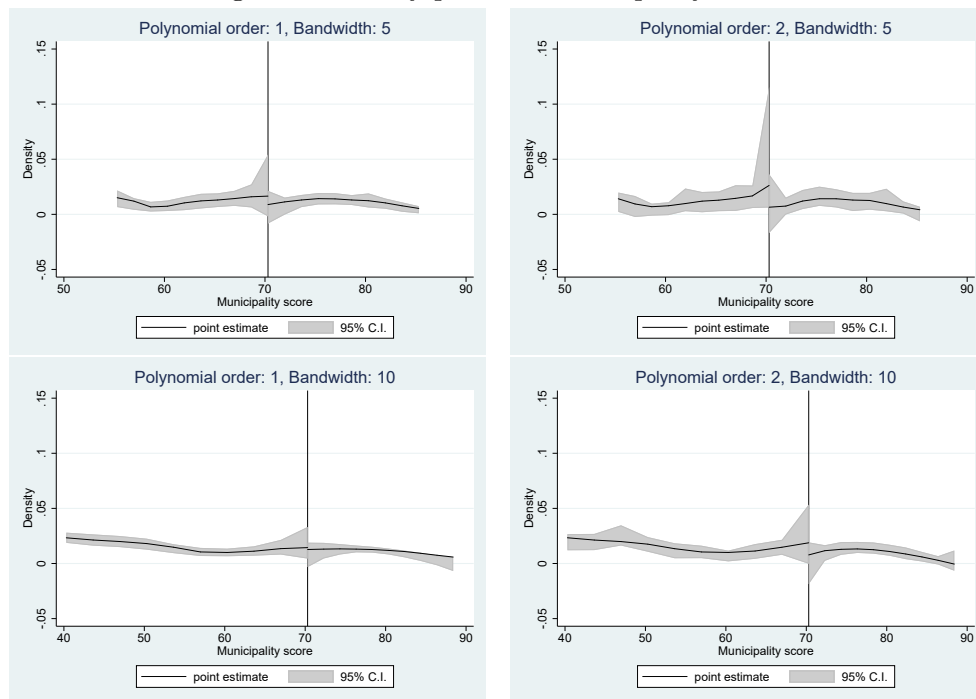 Polynomial order: 1, Bandwidth: 5
.15
.1
.05
0
-.05
Density
50 60 70 80 90
Municipality score
point estimate 95% C.I.
Polynomial order: 2, Bandwidth: 5
.15
.1
.05
0
-.05
Density
50 60 70 80 90
Municipality score
point estimate 95% C.I.
Polynomial order: 1, Bandwidth: 10
.15
.1
.05
0
-.05
Density
40 50 60 70 80 90
Municipality score
point estimate 95% C.I.
Polynomial order: 2, Bandwidth: 10
.15
.1
.05
0
-.05
Density
40 50 60 70 80 90
Municipality score
point estimate 95% C.I.